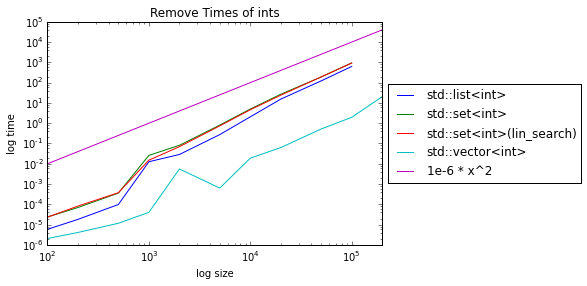 Remove Times of ints
10^5
10^4
10^3
10^2
10^1
10^0
10^-1
10^-2
10^-3
10^-4
10^-5
10^-6
log time
10^2
10^3
10^4
10^5
log size
std::list<int>
std::set<int>
std::set<int>(lin_search)
std::vector<int>
1e-6 * x^2